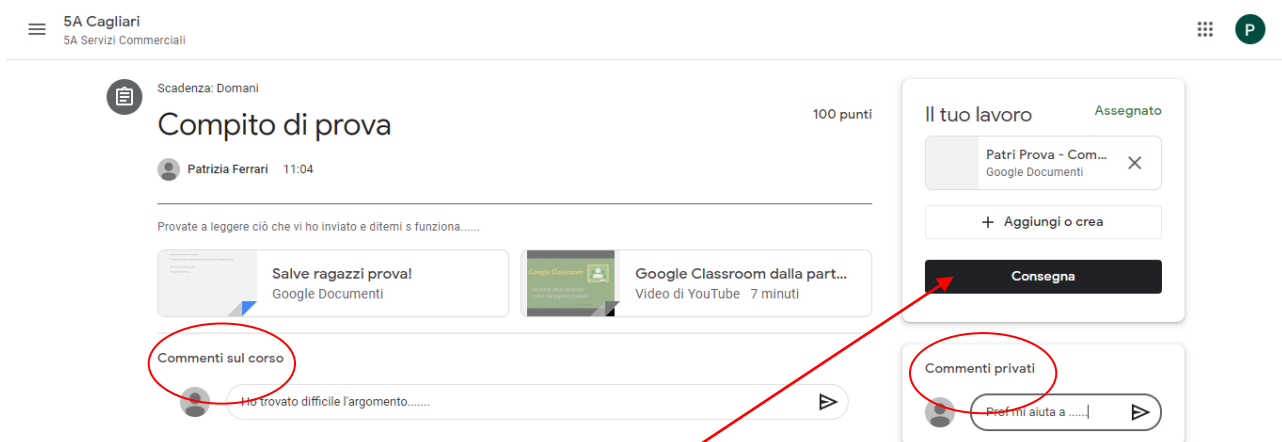 5A Cagliari
5A Servizi Commerciali
P
Scadenza: Domani
Compito di prova
100 punti
Patrizia Ferrari 11:04
Provate a leggere ciò che vi ho inviato e ditemi s funziona......
Salve ragazzi prova!
Google Documenti
Google Classroom
Google Classroom dalla part...
Video di YouTube 7 minuti
Commenti sul corso
Ho trovato difficile l'argomento.......
Il tuo lavoro
Assegnato
Patri Prova - Com...
Google Documenti
+ Aggiungi o crea
Consegna
Commenti privati
Prof mi aiuta a ......